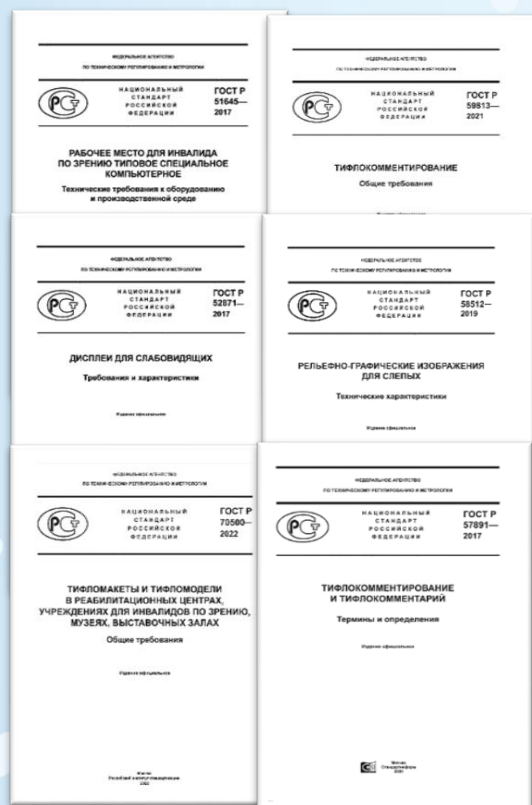 ФЕДЕРАЛЬНОЕ АГЕНТСТВО
ПО ТЕХНИЧЕСКОМУ РЕГУЛИРОВАНИЮ И МЕТРОЛОГИИ
НАЦИОНАЛЬНЫЙ
СТАНДАРТ
РОССИЙСКОЙ
ФЕДЕРАЦИИ
ГОСТ Р
51645—
2017
РАБОЧЕЕ МЕСТО ДЛЯ ИНВАЛИДА
ПО ЗРЕНИЮ ТИПОВОЕ СПЕЦИАЛЬНОЕ
КОМПЬЮТЕРНОЕ
Технические требования к оборудованию
и производственной среде
ФЕДЕРАЛЬНОЕ АГЕНТСТВО
ПО ТЕХНИЧЕСКОМУ РЕГУЛИРОВАНИЮ И МЕТРОЛОГИИ
НАЦИОНАЛЬНЫЙ
СТАНДАРТ
РОССИЙСКОЙ
ФЕДЕРАЦИИ
ГОСТ Р
59813—
2021
ТИФЛОКОММЕНТИРОВАНИЕ
Общие требования
ФЕДЕРАЛЬНОЕ АГЕНТСТВО
ПО ТЕХНИЧЕСКОМУ РЕГУЛИРОВАНИЮ И МЕТРОЛОГИИ
НАЦИОНАЛЬНЫЙ
СТАНДАРТ
РОССИЙСКОЙ
ФЕДЕРАЦИИ
ГОСТ Р
52871—
2017
ДИСПЛЕИ ДЛЯ СЛАБОВИДЯЩИХ
Требования и характеристики
Издание официальное
ФЕДЕРАЛЬНОЕ АГЕНТСТВО
ПО ТЕХНИЧЕСКОМУ РЕГУЛИРОВАНИЮ И МЕТРОЛОГИИ
НАЦИОНАЛЬНЫЙ
СТАНДАРТ
РОССИЙСКОЙ
ФЕДЕРАЦИИ
ГОСТ Р
58512—
2019
РЕЛЬЕФНО-ГРАФИЧЕСКИЕ ИЗОБРАЖЕНИЯ
ДЛЯ СЛЕПЫХ
Технические характеристики
Издание официальное
ФЕДЕРАЛЬНОЕ АГЕНТСТВО
ПО ТЕХНИЧЕСКОМУ РЕГУЛИРОВАНИЮ И МЕТРОЛОГИИ
НАЦИОНАЛЬНЫЙ
СТАНДАРТ
РОССИЙСКОЙ
ФЕДЕРАЦИИ
ГОСТ Р
70500—
2022
ТИФЛОМАКЕТЫ И ТИФЛОМОДЕЛИ
В РЕАБИЛИТАЦИОННЫХ ЦЕНТРАХ,
УЧРЕЖДЕНИЯХ ДЛЯ ИНВАЛИДОВ ПО ЗРЕНИЮ,
МУЗЕЯХ, ВЫСТАВОЧНЫХ ЗАЛАХ
Общие требования
Издание официальное
Москва
Российский институт стандартизации
2022
ФЕДЕРАЛЬНОЕ АГЕНТСТВО
ПО ТЕХНИЧЕСКОМУ РЕГУЛИРОВАНИЮ И МЕТРОЛОГИИ
НАЦИОНАЛЬНЫЙ
СТАНДАРТ
РОССИЙСКОЙ
ФЕДЕРАЦИИ
ГОСТ Р
57891—
2017
ТИФЛОКОММЕНТИРОВАНИЕ
И ТИФЛОКОММЕНТАРИЙ
Термины и определения
Издание официальное
Москва
Стандартинформ